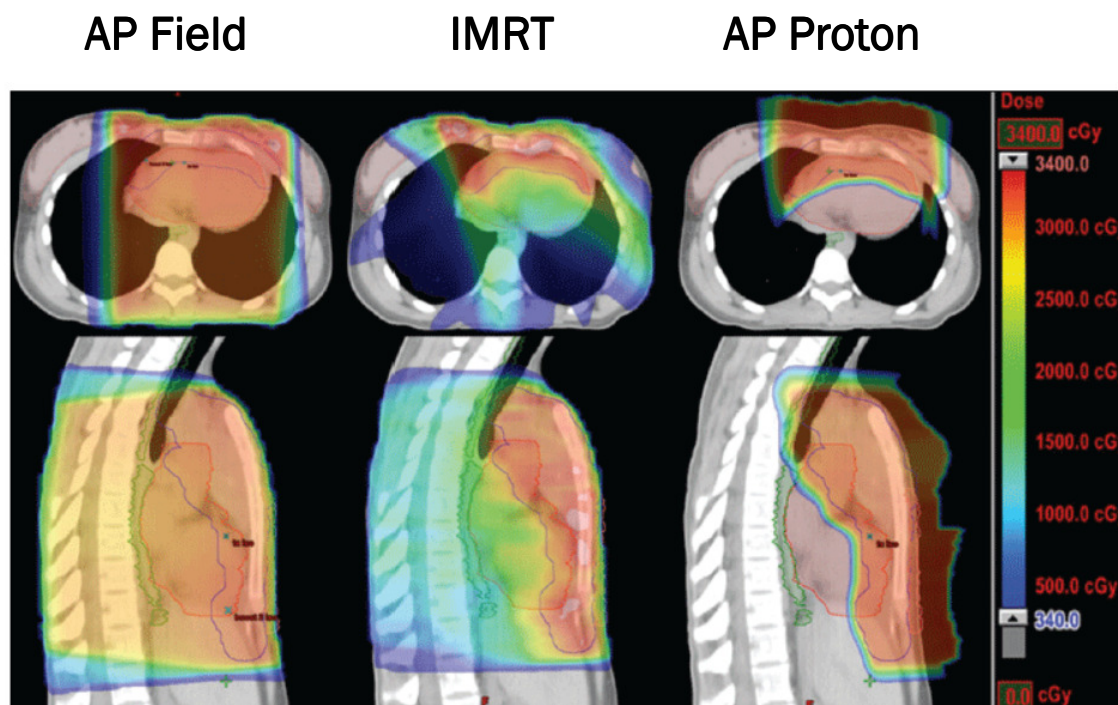 AP Field
IMRT
AP Proton
Dose
3400.0 cGy
3400.0
3000.0 cG
2500.0 cG
2000.0 cG
1500.0 cG
1000.0 cG
500.0 cGy
340.0
0.0 cGy